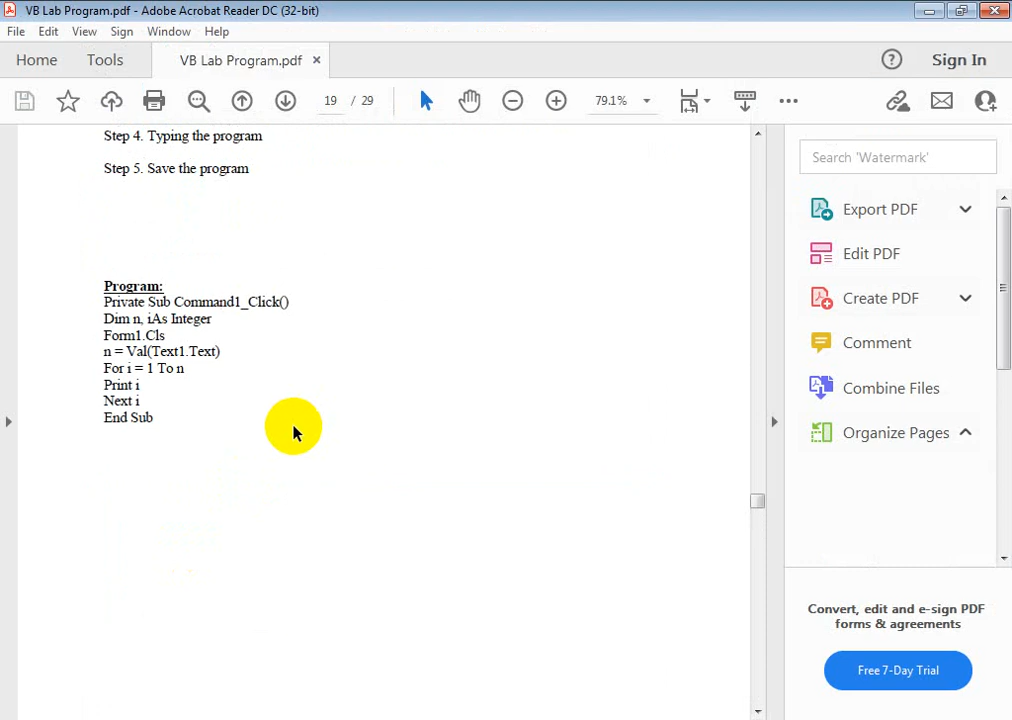 VB Lab Program.pdf - Adobe Acrobat Reader DC (32-bit)
File Edit View Sign Window Help
Home Tools VB Lab Program.pdf × ? Sign In
19 / 29 79.1%
Step 4. Typing the program
Step 5. Save the program
Program:
Private Sub Command1_Click()
Dim n, iAs Integer
Form1.Cls
n = Val(Text1.Text)
For i = 1 To n
Print i
Next i
End Sub
Search 'Watermark'
Export PDF
Edit PDF
Create PDF
Comment
Combine Files
Organize Pages
Convert, edit and e-sign PDF
forms & agreements
Free 7-Day Trial